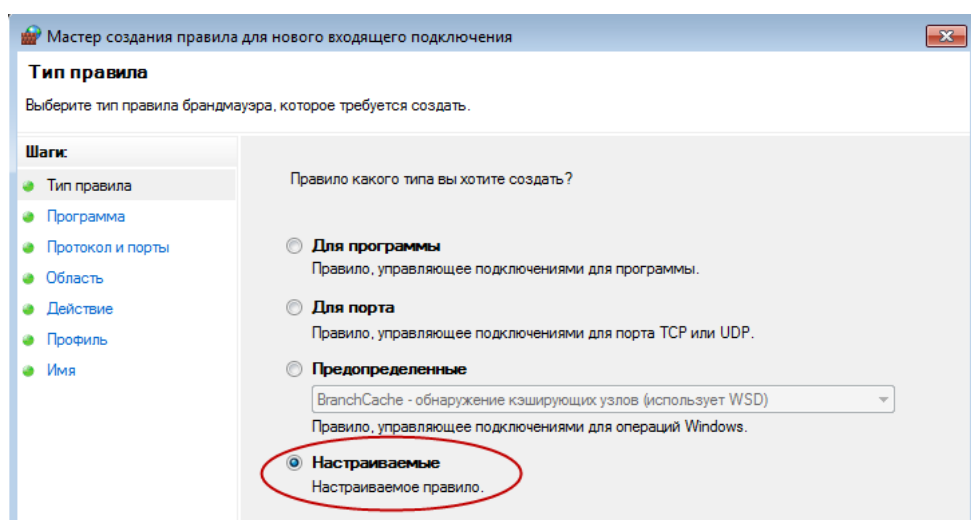 Мастер создания правила для нового входящего подключения
Тип правила
Выберите тип правила брандмауэра, которое требуется создать.
Шаги:
Тип правила
Программа
Протокол и порты
Область
Действие
Профиль
Имя
Правило какого типа вы хотите создать?
Для программы
Правило, управляющее подключениями для программы.
Для порта
Правило, управляющее подключениями для порта TCP или UDP.
Предопределенные
BranchCache - обнаружение кэширующих узлов (использует WSD)
Правило, управляющее подключениями для операций Windows.
Настраиваемые
Настраиваемое правило.